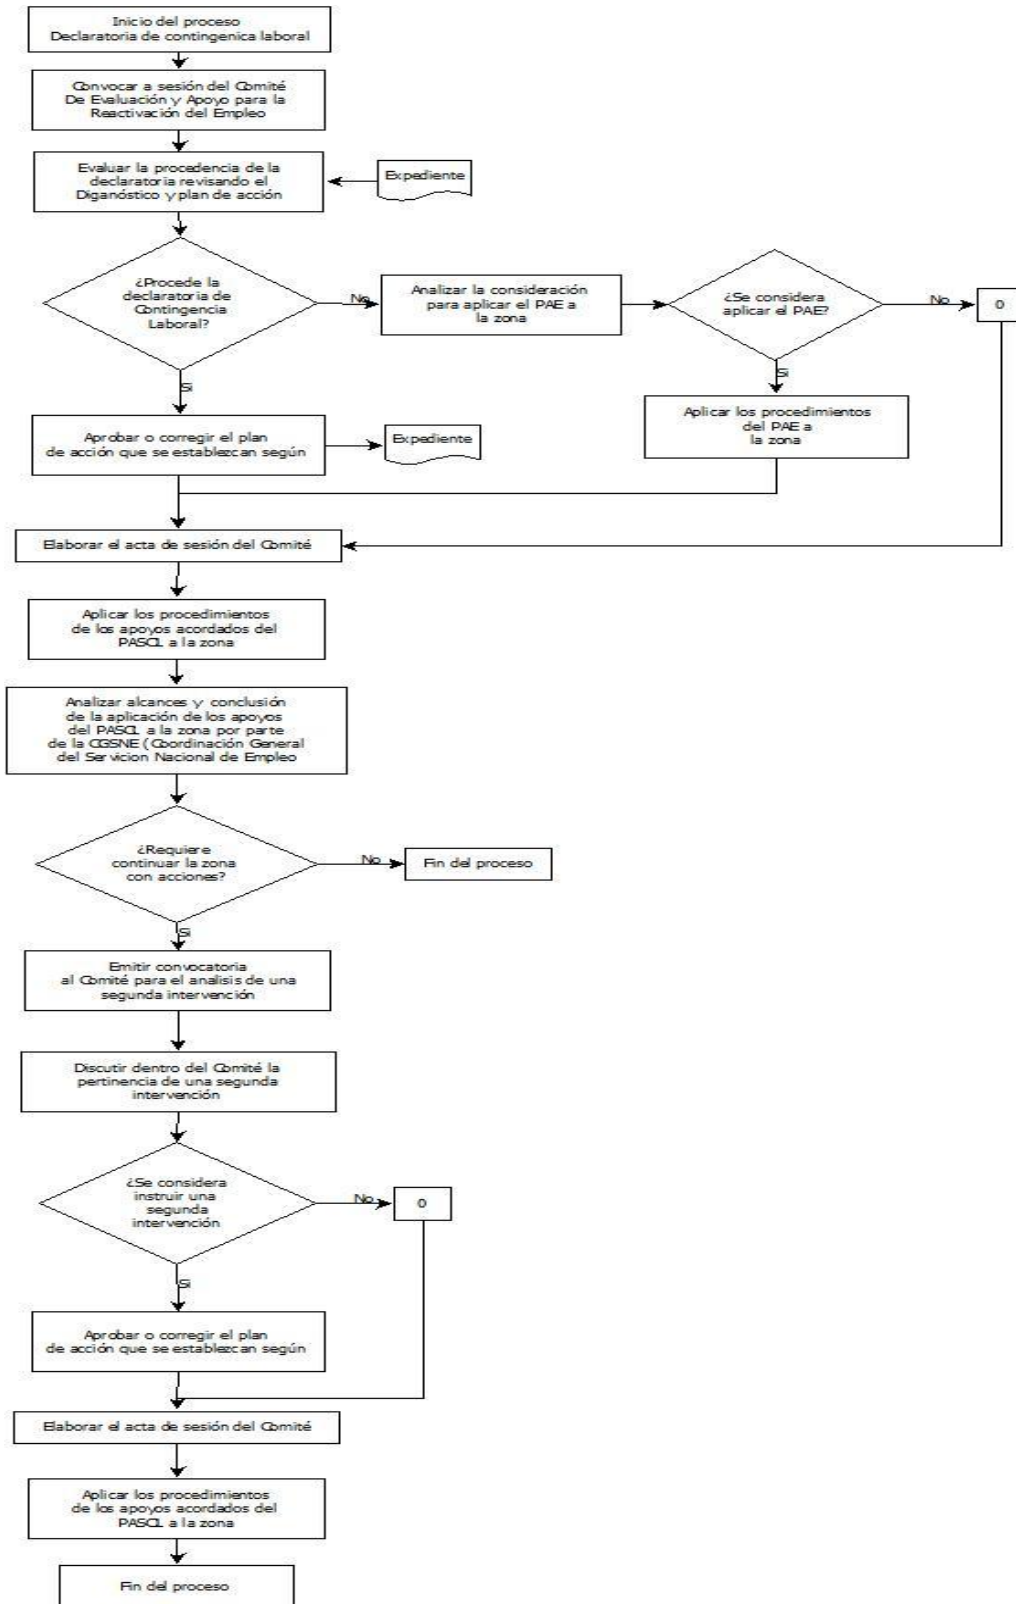 Inicio del proceso
Declaratoria de contingenica laboral
Convocar a sesión del Comité
De Evaluación y Apoyo para la
Reactivación del Empleo
Evaluar la procedencia de la
declaratoria revisando el
Diganóstico y plan de acción
Expediente
¿Procede la
declaratoria de
Contingencia
Laboral?
No
Analizar la consideración
para aplicar el PAE a
la zona
¿Se considera
aplicar el PAE?
No
0
Si
Si
Aplicar los procedimientos
del PAE a
la zona
Aprobar o corregir el plan
de acción que se establezcan según
Expediente
Elaborar el acta de sesión del Comité
Aplicar los procedimientos
de los apoyos acordados del
PASCL a la zona
Analizar alcances y conclusión
de la aplicación de los apoyos
del PASCL a la zona por parte
de la CGSNE (Coordinación General
del Servicion Nacional de Empleo
¿Requiere
continuar la zona
con acciones?
No
Fin del proceso
Si
Emitir convocatoria
al Comité para el analisis de una
segunda intervención
Discutir dentro del Comité la
pertinencia de una segunda
intervención
¿Se considera
instruir una
segunda
intervención
No
0
Si
Aprobar o corregir el plan
de acción que se establezcan según
Elaborar el acta de sesión del Comité
Aplicar los procedimientos
de los apoyos acordados del
PASCL a la zona
Fin del proceso